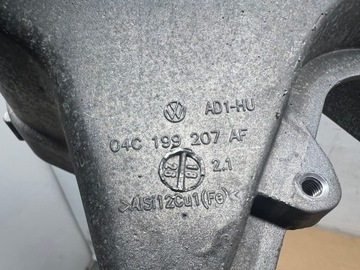 AD1-HU
04C 199 207 AF
2.1
>AlSi12Cu1(Fe)<